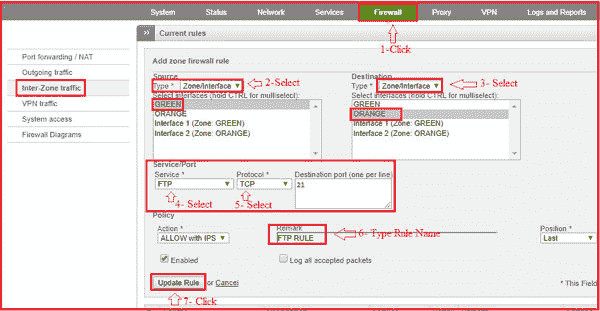 System Status Network Services Firewall Proxy VPN Logs and Reports
1-Click
Current rules
Port forwarding / NAT
Outgoing traffic
Inter-Zone traffic
VPN traffic
System access
Firewall Diagrams
Add zone firewall rule
Source
Type * Zone/Interface 2-Select
Select interfaces (hold CTRL for multiselect):
GREEN
ORANGE
Interface 1 (Zone: GREEN)
Interface 2 (Zone: ORANGE)
Destination
Type * Zone/Interface 3- Select
Select interfaces (hold CTRL for multiselect):
GREEN
ORANGE
Interface 1 (Zone: GREEN)
Interface 2 (Zone: ORANGE)
Service/Port
Service * Protocol * Destination port (one per line)
FTP TCP 21
4- Select 5- Select
Policy
Action * Remark Position *
ALLOW with IPS FTP RULE 6- Type Rule Name Last
Enabled Log all accepted packets
Update Rule or Cancel * This Field
7- Click